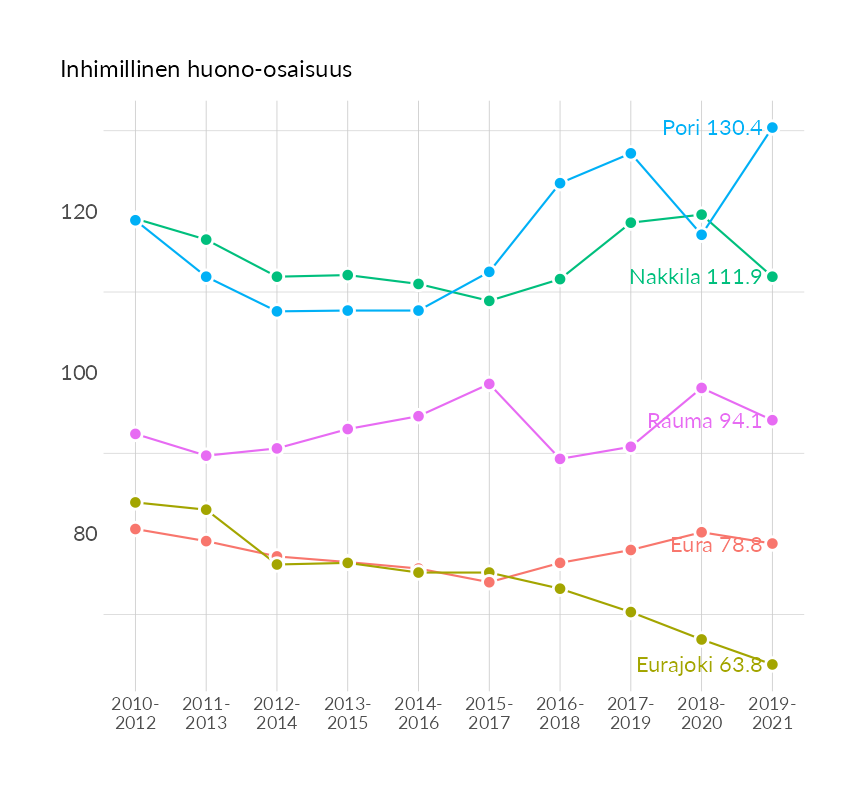 Inhimillinen huono-osaisuus
Pori 130.4
120
Nakkila 111.9
100
Rauma 94.1
80
Eura 78.8
Eurajoki 63.8
2010- 2011- 2012- 2013- 2014- 2015- 2016- 2017- 2018- 2019-
2012 2013 2014 2015 2016 2017 2018 2019 2020 2021